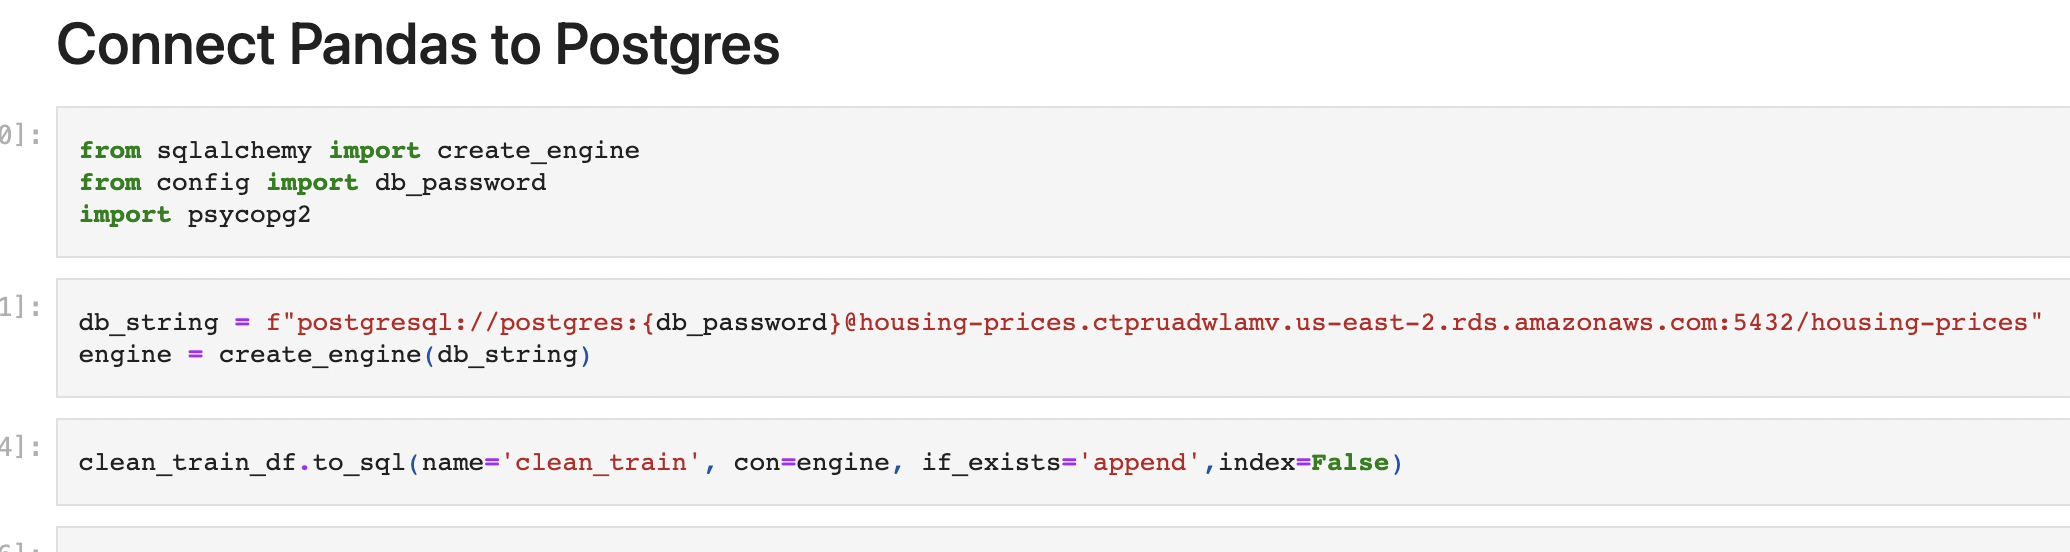 Connect Pandas to Postgres
0]:
from sqlalchemy import create_engine
from config import db_password
import psycopg2
1]:
db_string = f"postgresql://postgres:{db_password}@housing-prices.ctpruadwlamv.us-east-2.rds.amazonaws.com:5432/housing-prices"
engine = create_engine(db_string)
4]:
clean_train_df.to_sql(name='clean_train', con=engine, if_exists='append',index=False)